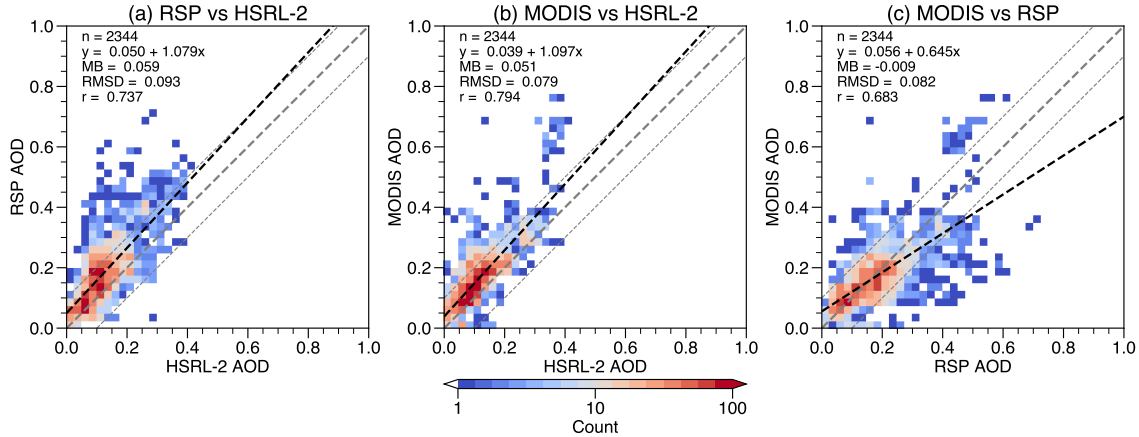 (a) RSP vs HSRL-2
n = 2344
y = 0.050 + 1.079x
MB = 0.059
RMSD = 0.093
r = 0.737
1.0
0.8
0.6
0.4
0.2
0.0
RSP AOD
0.0 0.2 0.4 0.6 0.8 1.0
HSRL-2 AOD
(b) MODIS vs HSRL-2
n = 2344
y = 0.039 + 1.097x
MB = 0.051
RMSD = 0.079
r = 0.794
1.0
0.8
0.6
0.4
0.2
0.0
MODIS AOD
0.0 0.2 0.4 0.6 0.8 1.0
HSRL-2 AOD
(c) MODIS vs RSP
n = 2344
y = 0.056 + 0.645x
MB = -0.009
RMSD = 0.082
r = 0.683
1.0
0.8
0.6
0.4
0.2
0.0
MODIS AOD
0.0 0.2 0.4 0.6 0.8 1.0
RSP AOD
1 10 100
Count